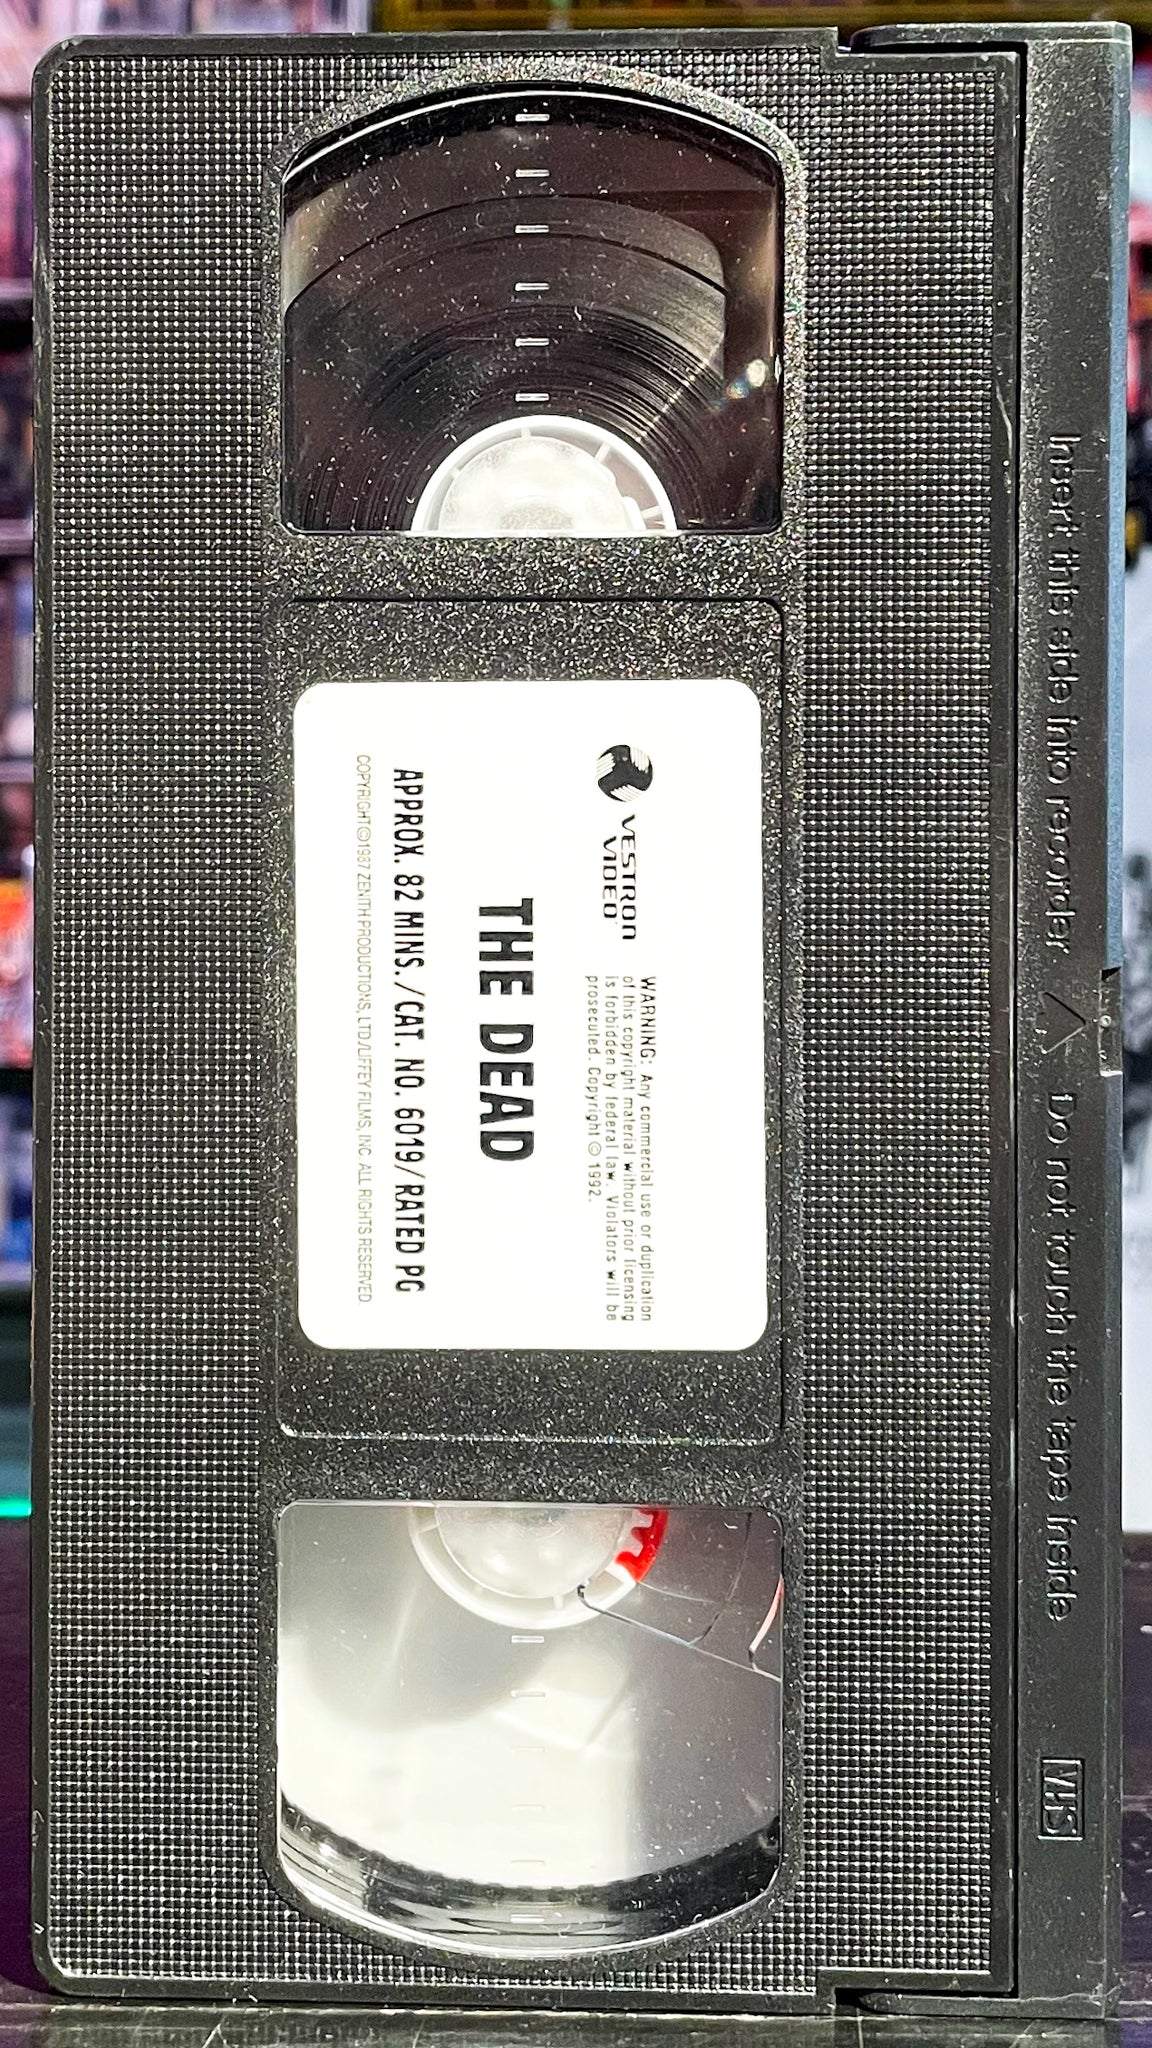 Insert this side into recorder △ Do not touch the tape inside
VHS
VESTRON
VIDEO
WARNING: Any commercial use or duplication
of this copyright material without prior licensing
is forbidden by federal law. Violators will be
prosecuted. Copyright © 1992.
THE DEAD
APPROX. 82 MINS./CAT. NO. 6019/RATED PG
COPYRIGHT©1987 ZENITH PRODUCTIONS, LTD/LIFFEY FILMS, INC. ALL RIGHTS RESERVED